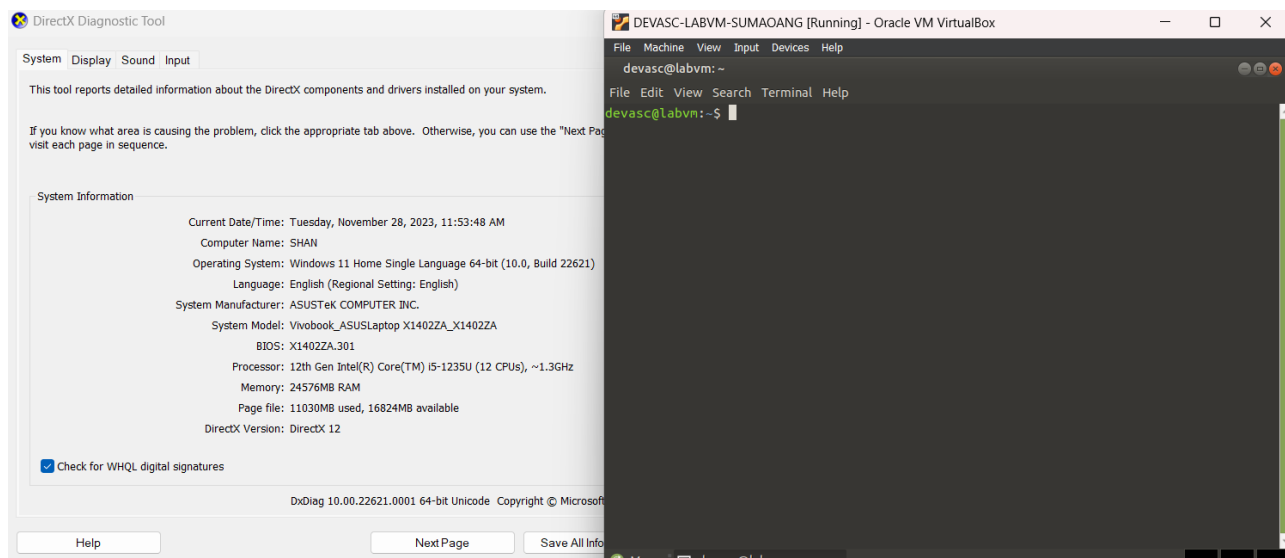 DirectX Diagnostic Tool
System Display Sound Input
This tool reports detailed information about the DirectX components and drivers installed on your system.
If you know what area is causing the problem, click the appropriate tab above. Otherwise, you can use the "Next Pag
visit each page in sequence.
System Information
Current Date/Time: Tuesday, November 28, 2023, 11:53:48 AM
Computer Name: SHAN
Operating System: Windows 11 Home Single Language 64-bit (10.0, Build 22621)
Language: English (Regional Setting: English)
System Manufacturer: ASUSTeK COMPUTER INC.
System Model: Vivobook_ASUSLaptop X1402ZA_X1402ZA
BIOS: X1402ZA.301
Processor: 12th Gen Intel(R) Core(TM) i5-1235U (12 CPUs), ~1.3GHz
Memory: 24576MB RAM
Page file: 11030MB used, 16824MB available
DirectX Version: DirectX 12
Check for WHQL digital signatures
DxDiag 10.00.22621.0001 64-bit Unicode Copyright © Microsoft
Help Next Page Save All Info
DEVASC-LABVM-SUMAOANG [Running] - Oracle VM VirtualBox
File Machine View Input Devices Help
devasc@labvm: ~
File Edit View Search Terminal Help
devasc@labvm:~$